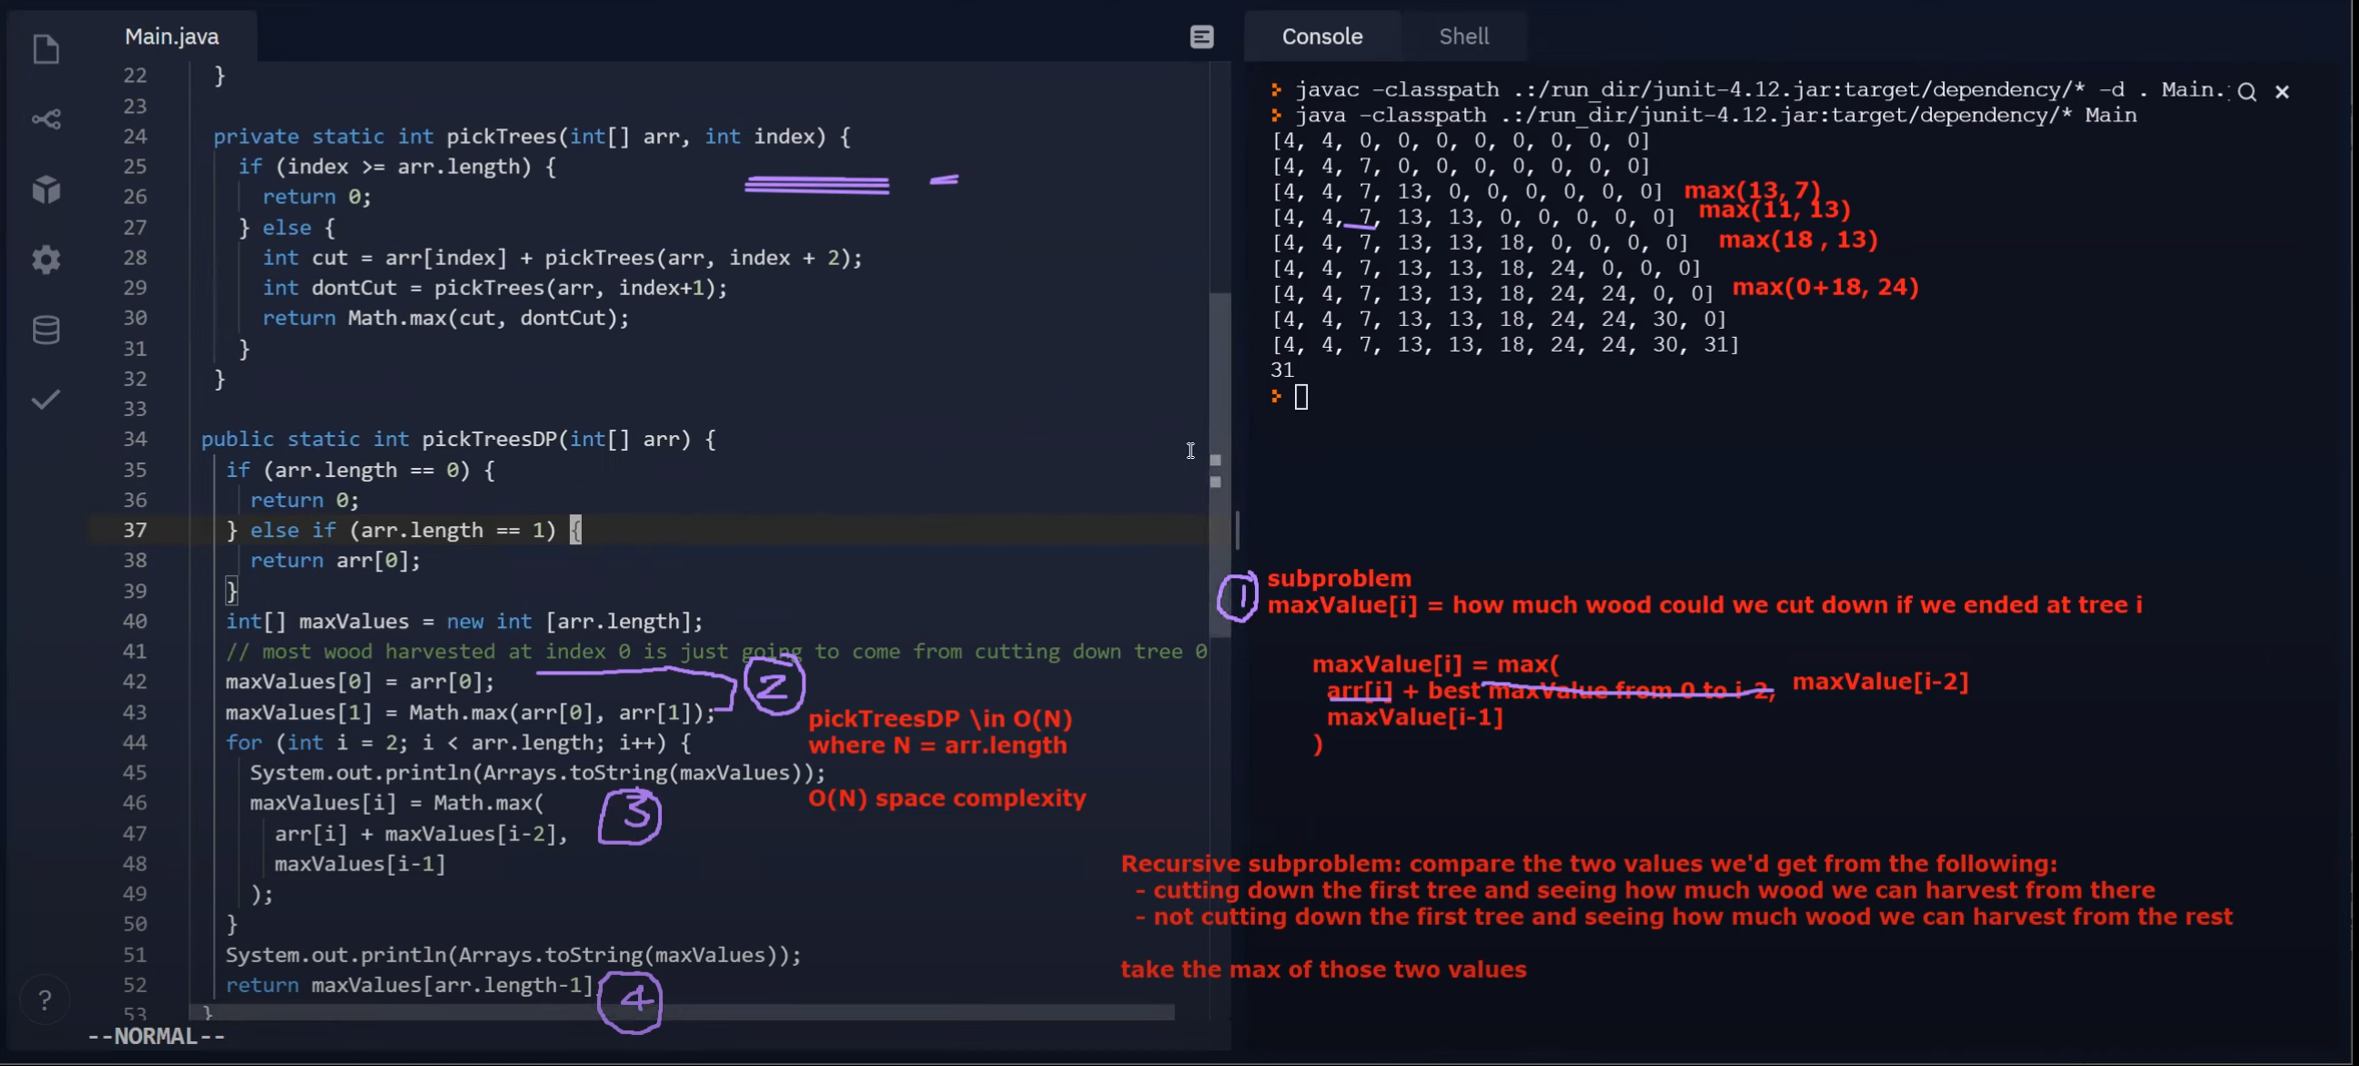 Main.java
22 }
23
24 private static int pickTrees(int[] arr, int index) {
25 if (index >= arr.length) {
26 return 0;
27 } else {
28 int cut = arr[index] + pickTrees(arr, index + 2);
29 int dontCut = pickTrees(arr, index+1);
30 return Math.max(cut, dontCut);
31 }
32 }
33
34 public static int pickTreesDP(int[] arr) {
35 if (arr.length == 0) {
36 return 0;
37 } else if (arr.length == 1) {
38 return arr[0];
39 }
40 int[] maxValues = new int [arr.length];
41 // most wood harvested at index 0 is just going to come from cutting down tree 0
42 maxValues[0] = arr[0];
43 maxValues[1] = Math.max(arr[0], arr[1]);
44 for (int i = 2; i < arr.length; i++) {
45 System.out.println(Arrays.toString(maxValues));
46 maxValues[i] = Math.max(
47 arr[i] + maxValues[i-2],
48 maxValues[i-1]
49 );
50 }
51 System.out.println(Arrays.toString(maxValues));
52 return maxValues[arr.length-1]
53 }
--NORMAL--
?
2
pickTreesDP \in O(N)
where N = arr.length
3
O(N) space complexity
4
Console Shell
javac -classpath .:/run_dir/junit-4.12.jar:target/dependency/* -d . Main.
java -classpath .:/run_dir/junit-4.12.jar:target/dependency/* Main
[4, 4, 0, 0, 0, 0, 0, 0, 0, 0]
[4, 4, 7, 0, 0, 0, 0, 0, 0, 0]
[4, 4, 7, 13, 0, 0, 0, 0, 0, 0] max(13, 7)
[4, 4, 7, 13, 13, 0, 0, 0, 0, 0] max(11, 13)
[4, 4, 7, 13, 13, 18, 0, 0, 0, 0] max(18 , 13)
[4, 4, 7, 13, 13, 18, 24, 0, 0, 0]
[4, 4, 7, 13, 13, 18, 24, 24, 0, 0] max(0+18, 24)
[4, 4, 7, 13, 13, 18, 24, 24, 30, 0]
[4, 4, 7, 13, 13, 18, 24, 24, 30, 31]
31
1
subproblem
maxValue[i] = how much wood could we cut down if we ended at tree i
maxValue[i] = max(
arr[i] + best maxValue from 0 to i-2, maxValue[i-2]
maxValue[i-1]
)
Recursive subproblem: compare the two values we'd get from the following:
- cutting down the first tree and seeing how much wood we can harvest from there
- not cutting down the first tree and seeing how much wood we can harvest from the rest
take the max of those two values